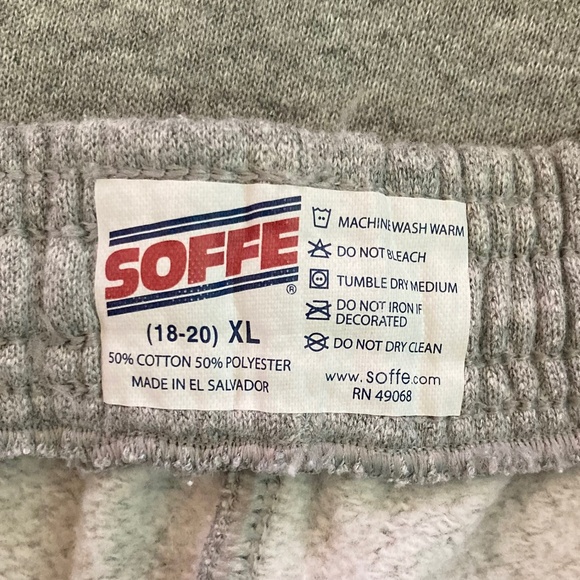 SOFFE®
(18-20) XL
50% COTTON 50% POLYESTER
MADE IN EL SALVADOR
MACHINE WASH WARM
DO NOT BLEACH
TUMBLE DRY MEDIUM
DO NOT IRON IF
DECORATED
DO NOT DRY CLEAN
www.soffe.com
RN 49068